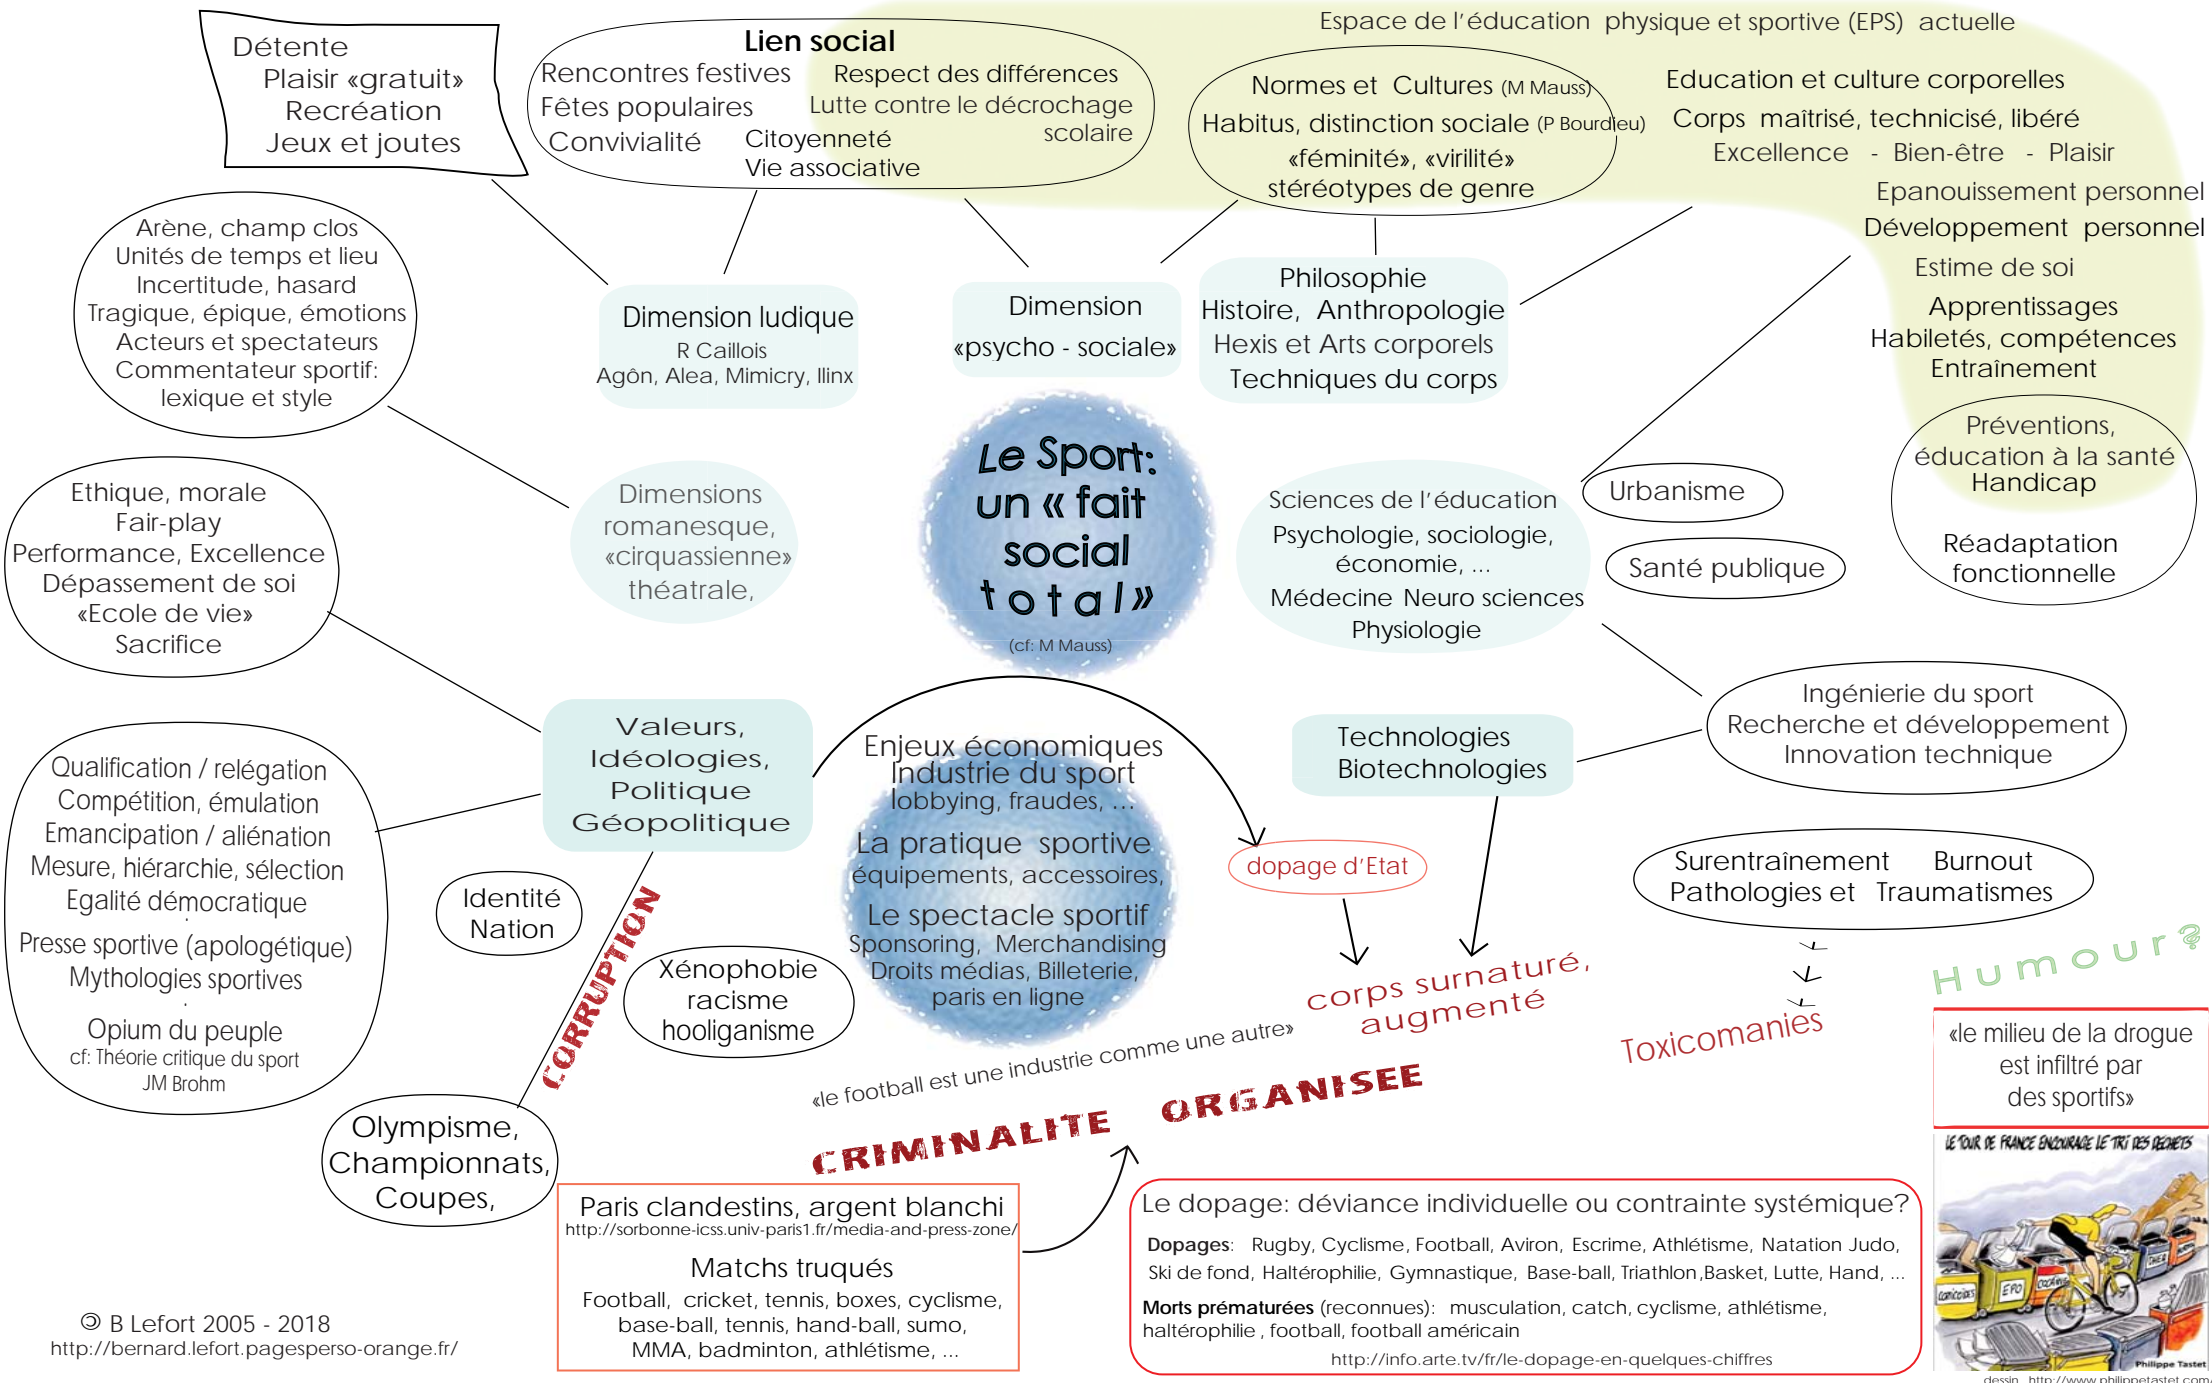 Espace de l'éducation physique et sportive (EPS) actuelle
Détente
Plaisir «gratuit»
Recréation
Jeux et joutes
Lien social
Rencontres festives
Fêtes populaires
Convivialité
Respect des différences
Lutte contre le décrochage
scolaire
Citoyenneté
Vie associative
Normes et Cultures (M Mauss)
Habitus, distinction sociale (P Bourdieu)
«féminité», «virilité»
stéréotypes de genre
Education et culture corporelles
Corps maîtrisé, technicisé, libéré
Excellence - Bien-être - Plaisir
Epanouissement personnel
Développement personnel
Estime de soi
Apprentissages
Habiletés, compétences
Entraînement
Préventions,
éducation à la santé
Handicap
Réadaptation
fonctionnelle
Arène, champ clos
Unités de temps et lieu
Incertitude, hasard
Tragique, épique, émotions
Acteurs et spectateurs
Commentateur sportif:
lexique et style
Dimension ludique
R Caillois
Agôn, Alea, Mimicry, Ilinx
Dimension
«psycho - sociale»
Philosophie
Histoire, Anthropologie
Hexis et Arts corporels
Techniques du corps
Le Sport:
un « fait
social
total»
(cf: M Mauss)
Dimensions
romanesque,
«cirquassienne»
théatrale,
Sciences de l'éducation
Psychologie, sociologie,
économie, ...
Médecine Neuro sciences
Physiologie
Urbanisme
Santé publique
Ethique, morale
Fair-play
Performance, Excellence
Dépassement de soi
«Ecole de vie»
Sacrifice
Valeurs,
Idéologies,
Politique
Géopolitique
Enjeux économiques
Industrie du sport
lobbying, fraudes, ...
La pratique sportive
équipements, accessoires,
Le spectacle sportif
Sponsoring, Merchandising
Droits médias, Billeterie,
paris en ligne
Technologies
Biotechnologies
Ingénierie du sport
Recherche et développement
Innovation technique
Qualification / relégation
Compétition, émulation
Emancipation / aliénation
Mesure, hiérarchie, sélection
Egalité démocratique
Presse sportive (apologétique)
Mythologies sportives
Opium du peuple
cf: Théorie critique du sport
JM Brohm
Identité
Nation
CORRUPTION
Xénophobie
racisme
hooliganisme
dopage d'Etat
Surentraînement Burnout
Pathologies et Traumatismes
corps surnaturé,
augmenté
Toxicomanies
Humour?
«le milieu de la drogue
est infiltré par
des sportifs»
«le football est une industrie comme une autre»
CRIMINALITE ORGANISEE
Olympisme,
Championnats,
Coupes,
Paris clandestins, argent blanchi
http://sorbonne-icss.univ-paris1.fr/media-and-press-zone/
Matchs truqués
Football, cricket, tennis, boxes, cyclisme,
base-ball, tennis, hand-ball, sumo,
MMA, badminton, athlétisme, ...
Le dopage: déviance individuelle ou contrainte systémique?
Dopages: Rugby, Cyclisme, Football, Aviron, Escrime, Athlétisme, Natation Judo,
Ski de fond, Haltérophilie, Gymnastique, Base-ball, Triathlon,Basket, Lutte, Hand, ...
Morts prématurées (reconnues): musculation, catch, cyclisme, athlétisme,
haltérophilie , football, football américain
http://info.arte.tv/fr/le-dopage-en-quelques-chiffres
LE TOUR DE FRANCE ENCOURAGE LE TRI DES DECHETS
CORTICOIDES
EPO
COCAINE
Philippe Tastet
dessin http://www.philippetastet.com
© B Lefort 2005 - 2018
http://bernard.lefort.pagesperso-orange.fr/